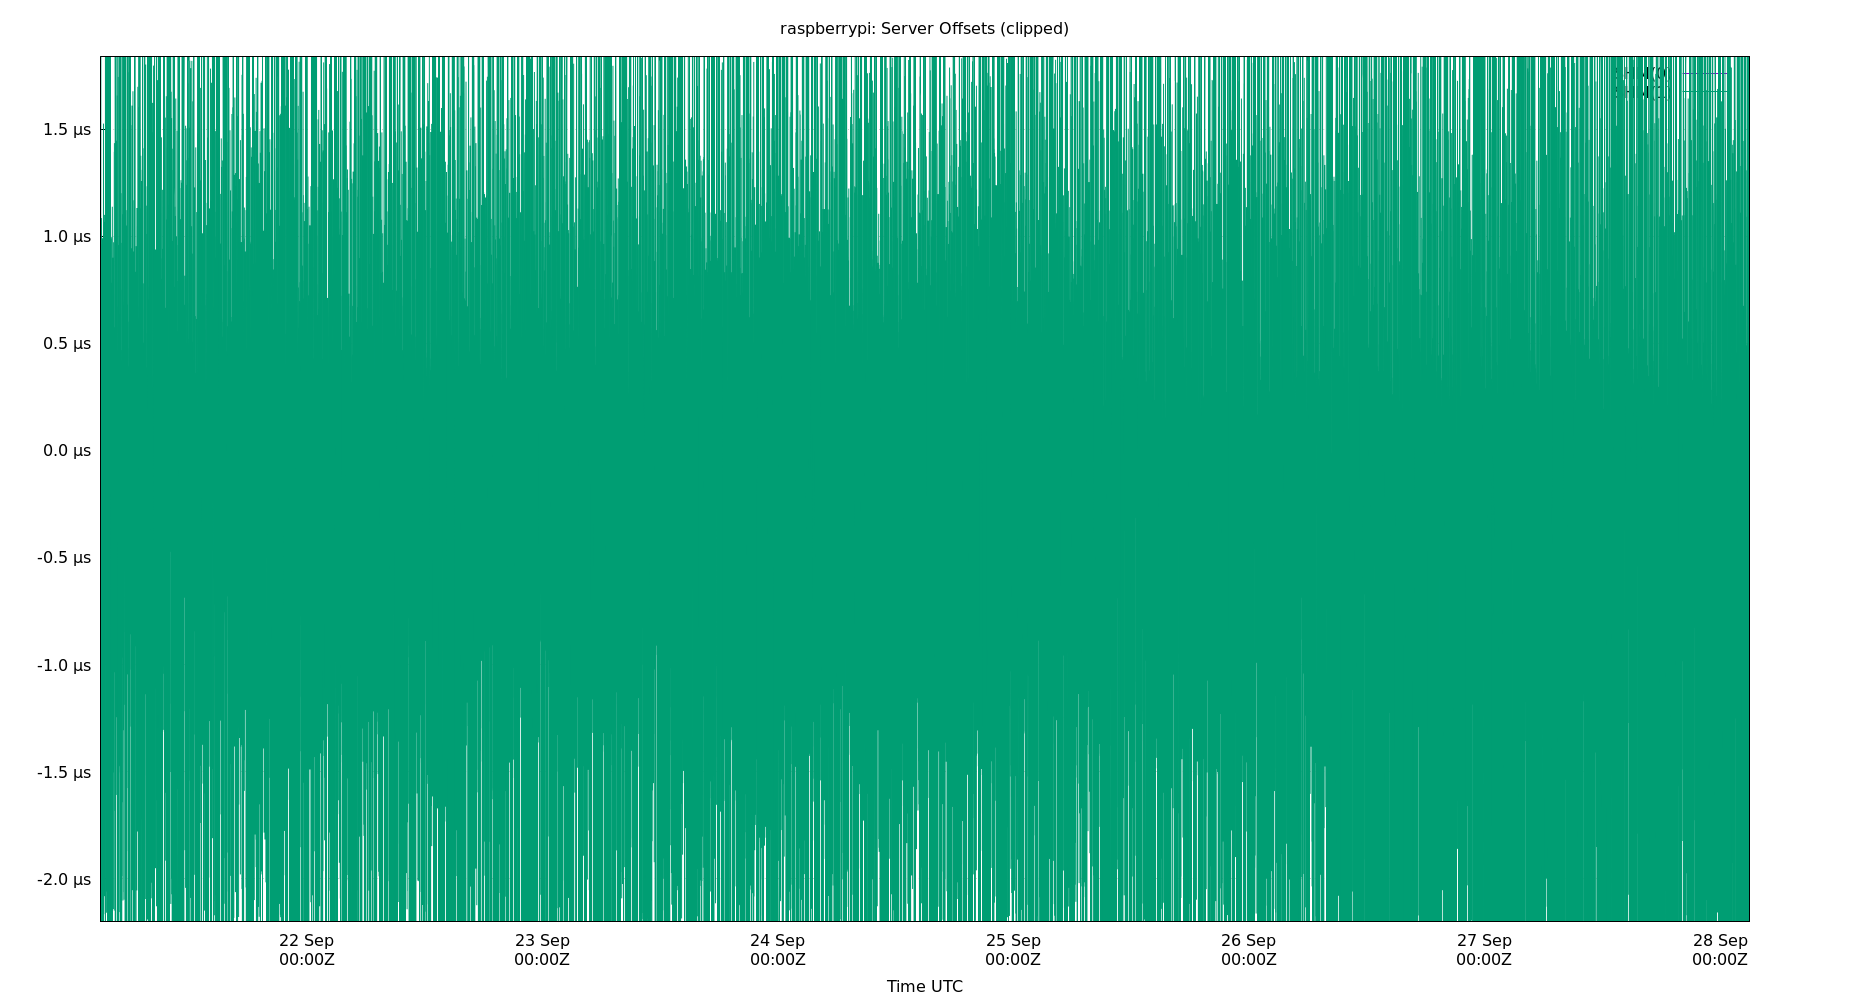 raspberrypi: Server Offsets (clipped)
1.5 µs
1.0 µs
0.5 µs
0.0 µs
-0.5 µs
-1.0 µs
-1.5 µs
-2.0 µs
22 Sep 23 Sep 24 Sep 25 Sep 26 Sep 27 Sep 28 Sep
00:00Z 00:00Z 00:00Z 00:00Z 00:00Z 00:00Z 00:00Z
Time UTC